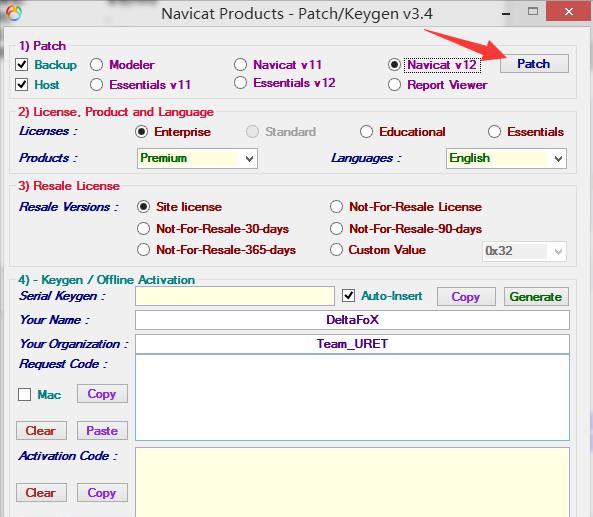 Navicat Products - Patch/Keygen v3.4
1) Patch
Backup Modeler Navicat v11 Navicat v12 Patch
Host Essentials v11 Essentials v12 Report Viewer
2) License, Product and Language
Licenses : Enterprise Standard Educational Essentials
Products : Premium Languages : English
3) Resale License
Resale Versions : Site license Not-For-Resale License
Not-For-Resale-30-days Not-For-Resale-90-days
Not-For-Resale-365-days Custom Value 0x32
4) - Keygen / Offline Activation
Serial Keygen : Auto-Insert Copy Generate
Your Name : DeltaFoX
Your Organization : Team_URET
Request Code :
Mac Copy
Clear Paste
Activation Code :
Clear Copy